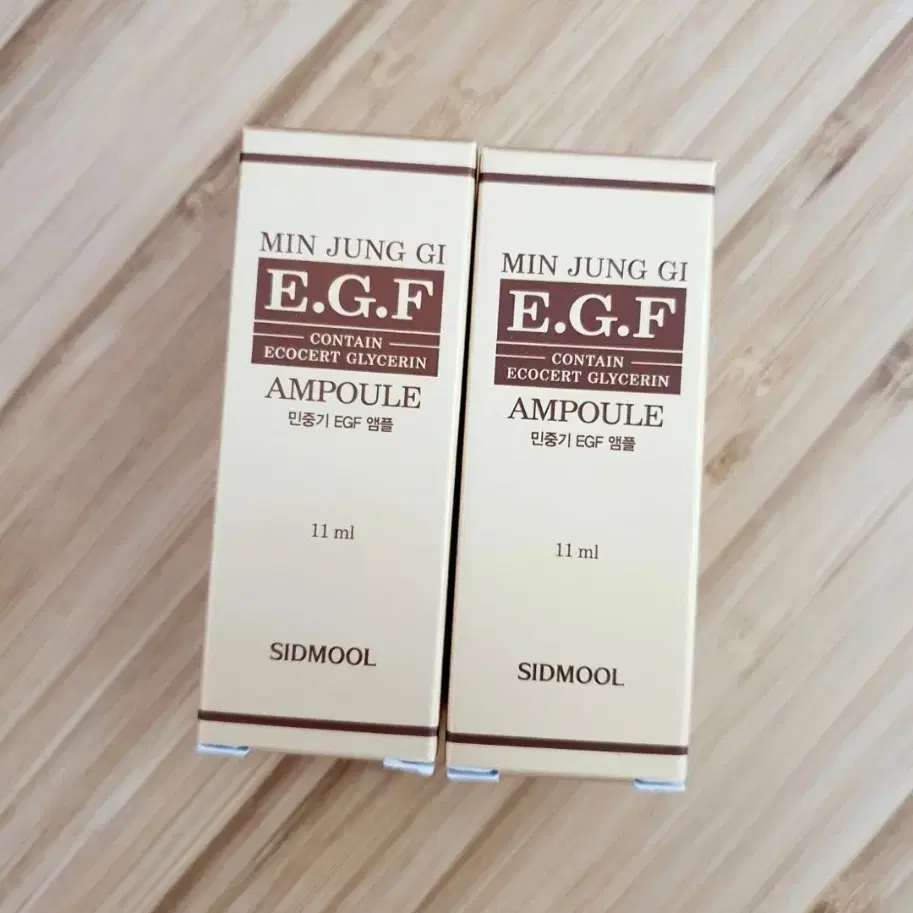 MIN JUNG GI
E.G.F
CONTAIN
ECOCERT GLYCERIN
AMPOULE
민중기 EGF 앰플
11 ml
SIDMOOL
MIN JUNG GI
E.G.F
CONTAIN
ECOCERT GLYCERIN
AMPOULE
민중기 EGF 앰플
11 ml
SIDMOOL